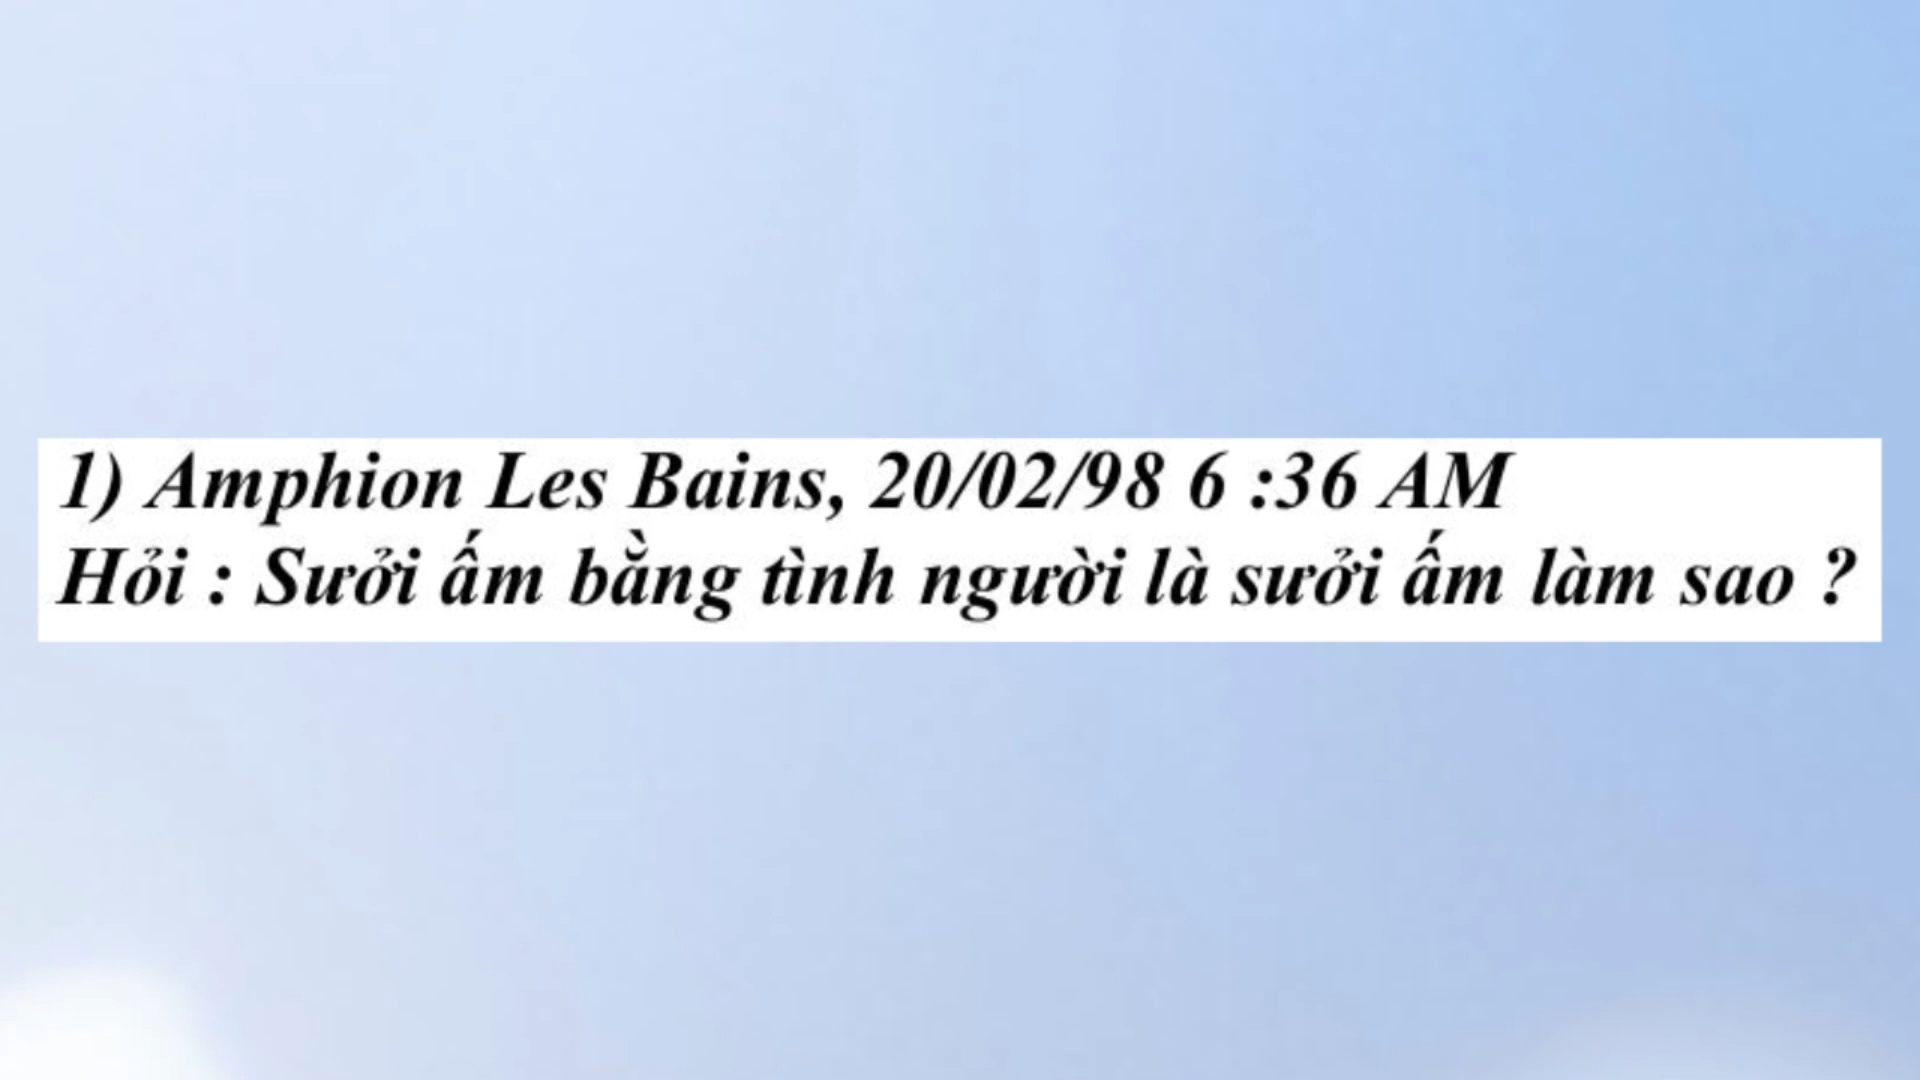 1) Amphion Les Bains, 20/02/98 6 :36 AM
Hỏi : Sưởi ấm bằng tình người là sưởi ấm làm sao ?